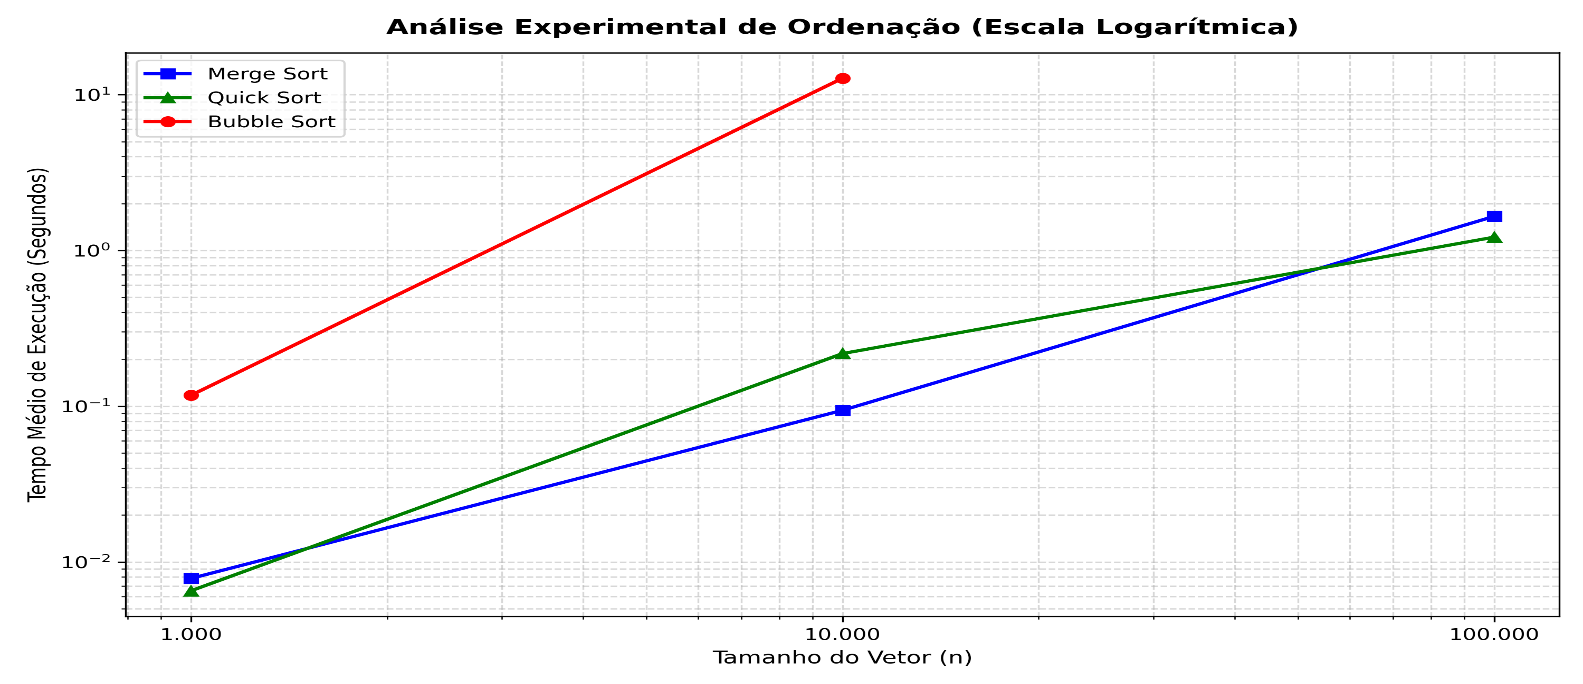 Análise Experimental de Ordenação (Escala Logarítmica)
Merge Sort
Quick Sort
Bubble Sort
Tempo Médio de Execução (Segundos)
10¹
10⁰
10⁻¹
10⁻²
1.000
10.000
100.000
Tamanho do Vetor (n)